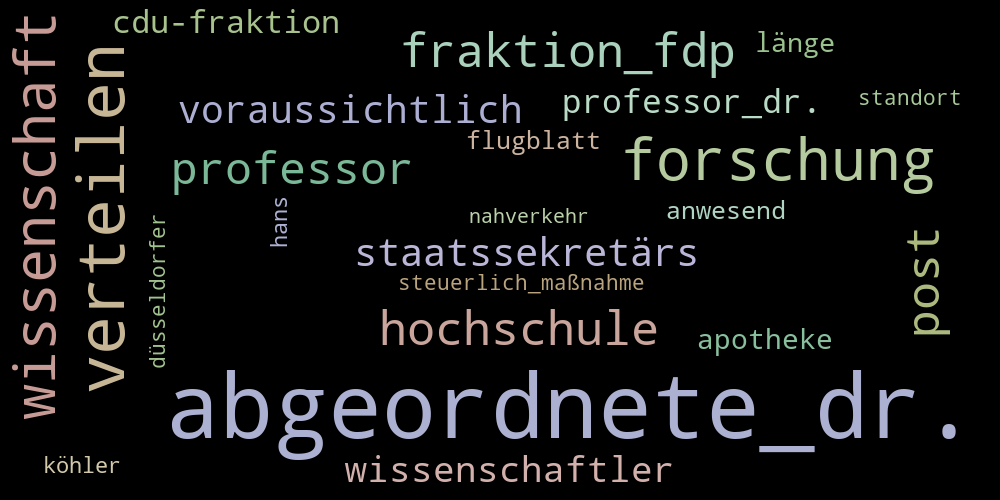 cdu-fraktion
wissenschaft
verteilen
fraktion_fdp
länge
voraussichtlich
professor_dr.
standort
flugblatt
professor
forschung
hans
nahverkehr
anwesend
düsseldorfer
staatssekretärs
post
steuerlich_maßnahme
hochschule
apotheke
abgeordnete_dr.
köhler
wissenschaftler